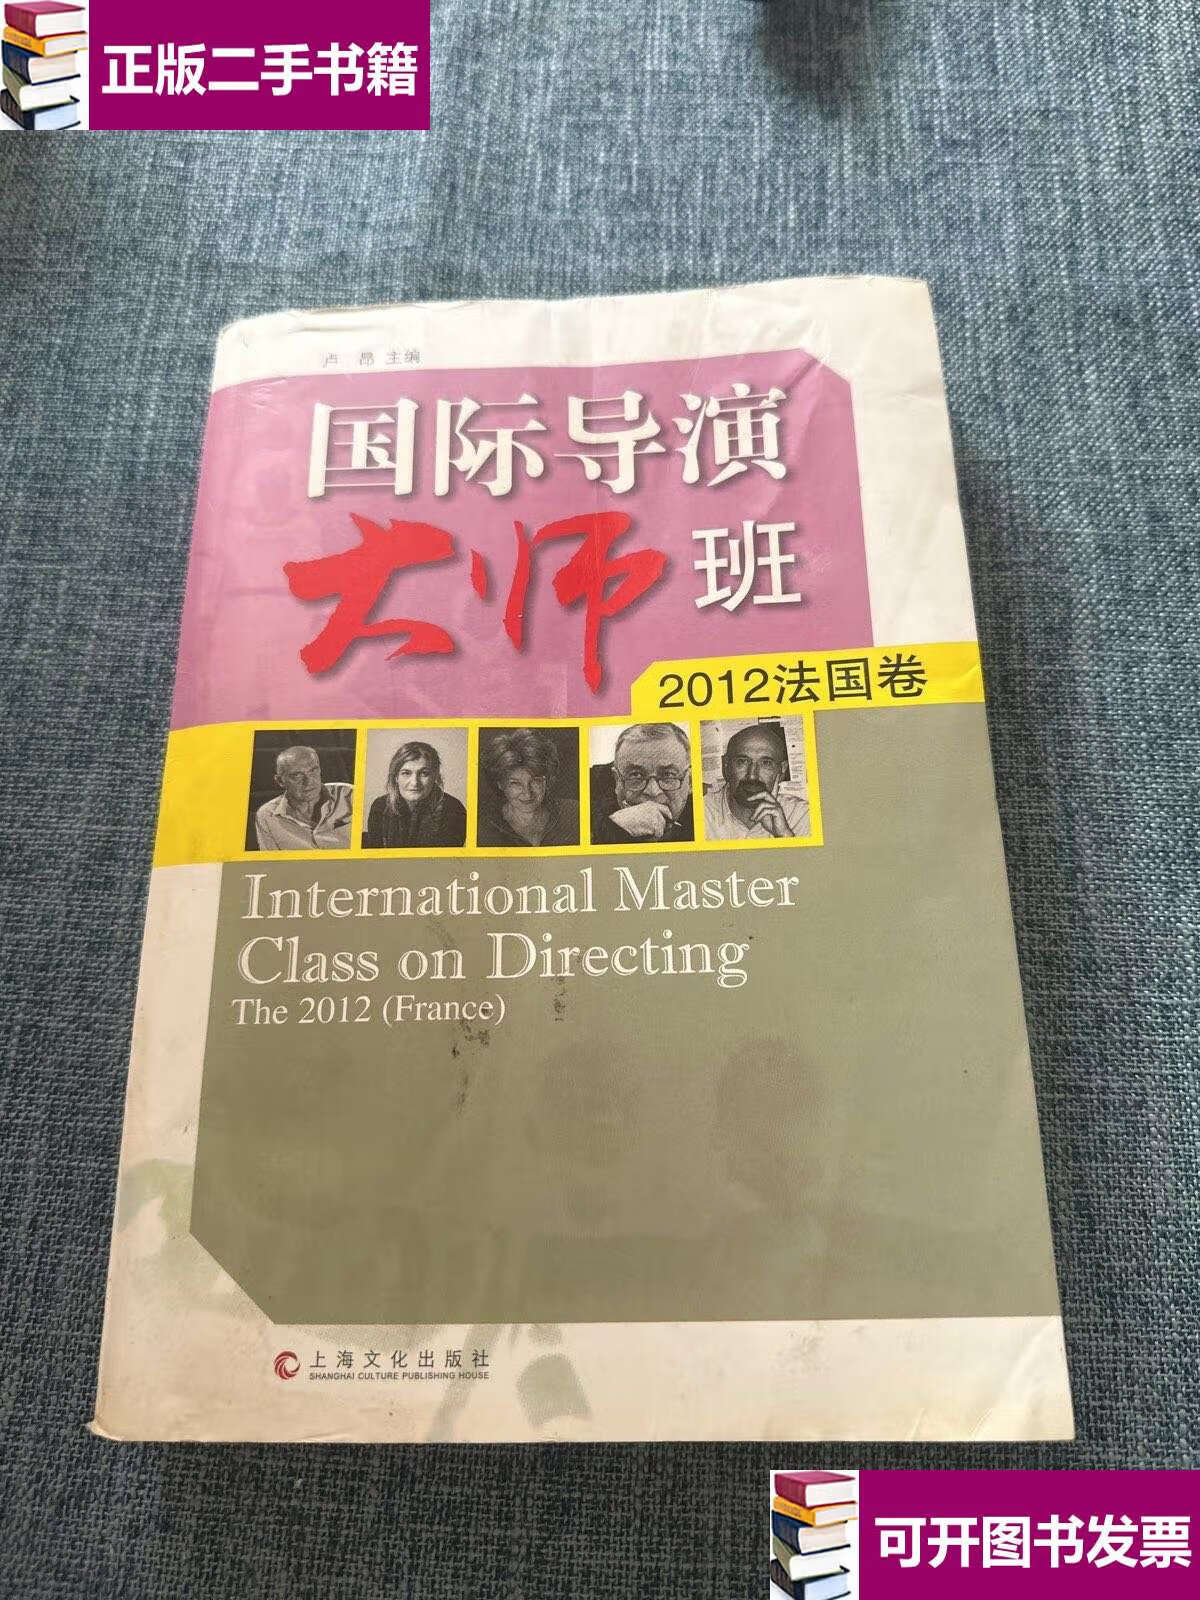 正版二手书籍
卢 昂 主编
国际导演
大师 班
2012法国卷
International Master
Class on Directing
The 2012 (France)
上海文化出版社
SHANGHAI CULTURE PUBLISHING HOUSE
可开图书发票